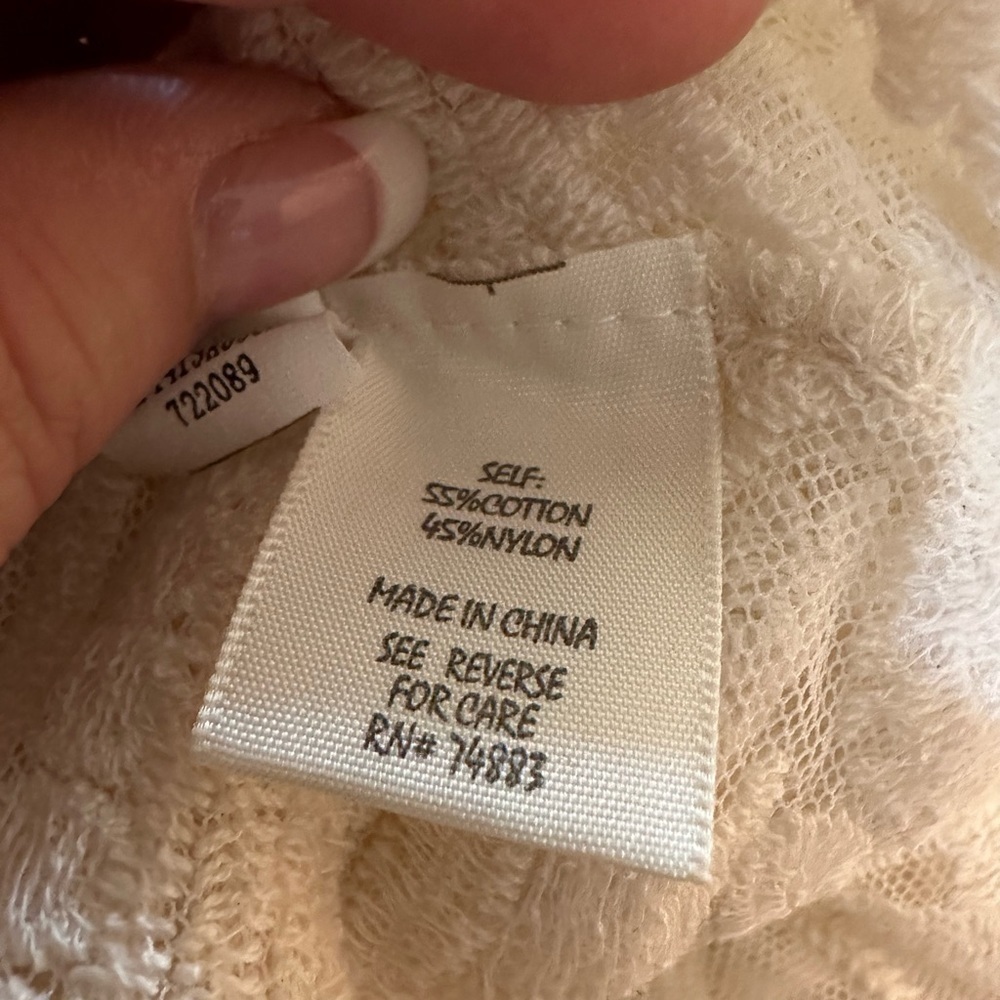 722089
SELF:
55%COTTON
45%NYLON
MADE IN CHINA
SEE REVERSE
FOR CARE
RN# 74883